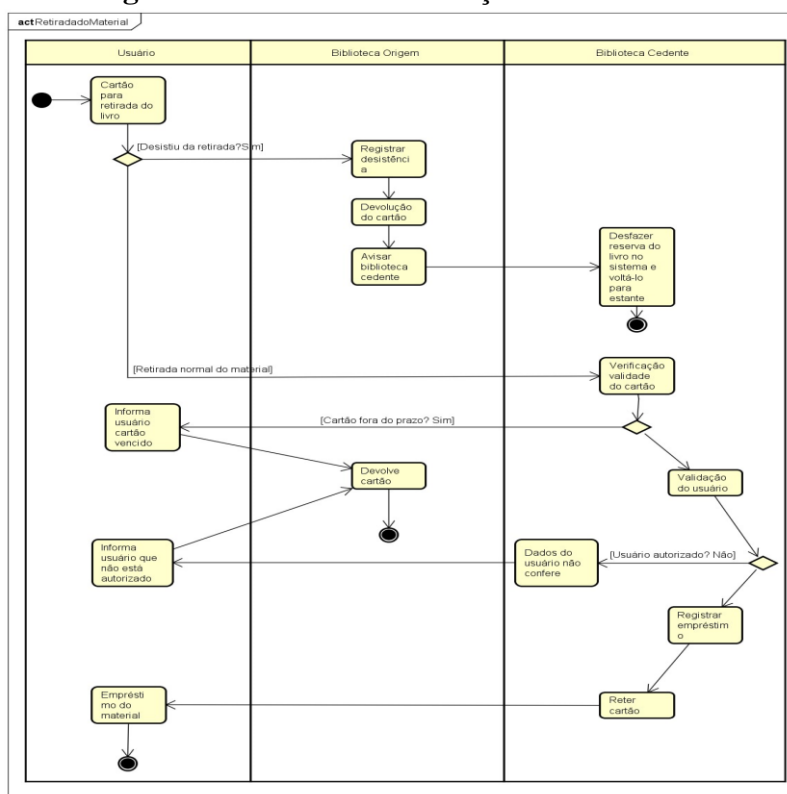 act RetiradadoMaterial
Usuário
Biblioteca Origem
Biblioteca Cedente
Cartão
para
retirada do
livro
[Desistiu da retirada?Sim]
Registrar
desistênci
a
Devolução
do cartão
Avisar
biblioteca
cedente
Desfazer
reserva do
livro no
sistema e
voltá-lo
para
estante
[Retirada normal do material]
Verificação
validade
do cartão
Informa
usuário
cartão
vencido
[Cartão fora do prazo? Sim]
Devolve
cartão
Validação
do usuário
Informa
usuário que
não está
autorizado
Dados do
usuário não
confere
[Usuário autorizado? Não]
Registrar
empréstim
o
Reter
cartão
Emprésti
mo do
material